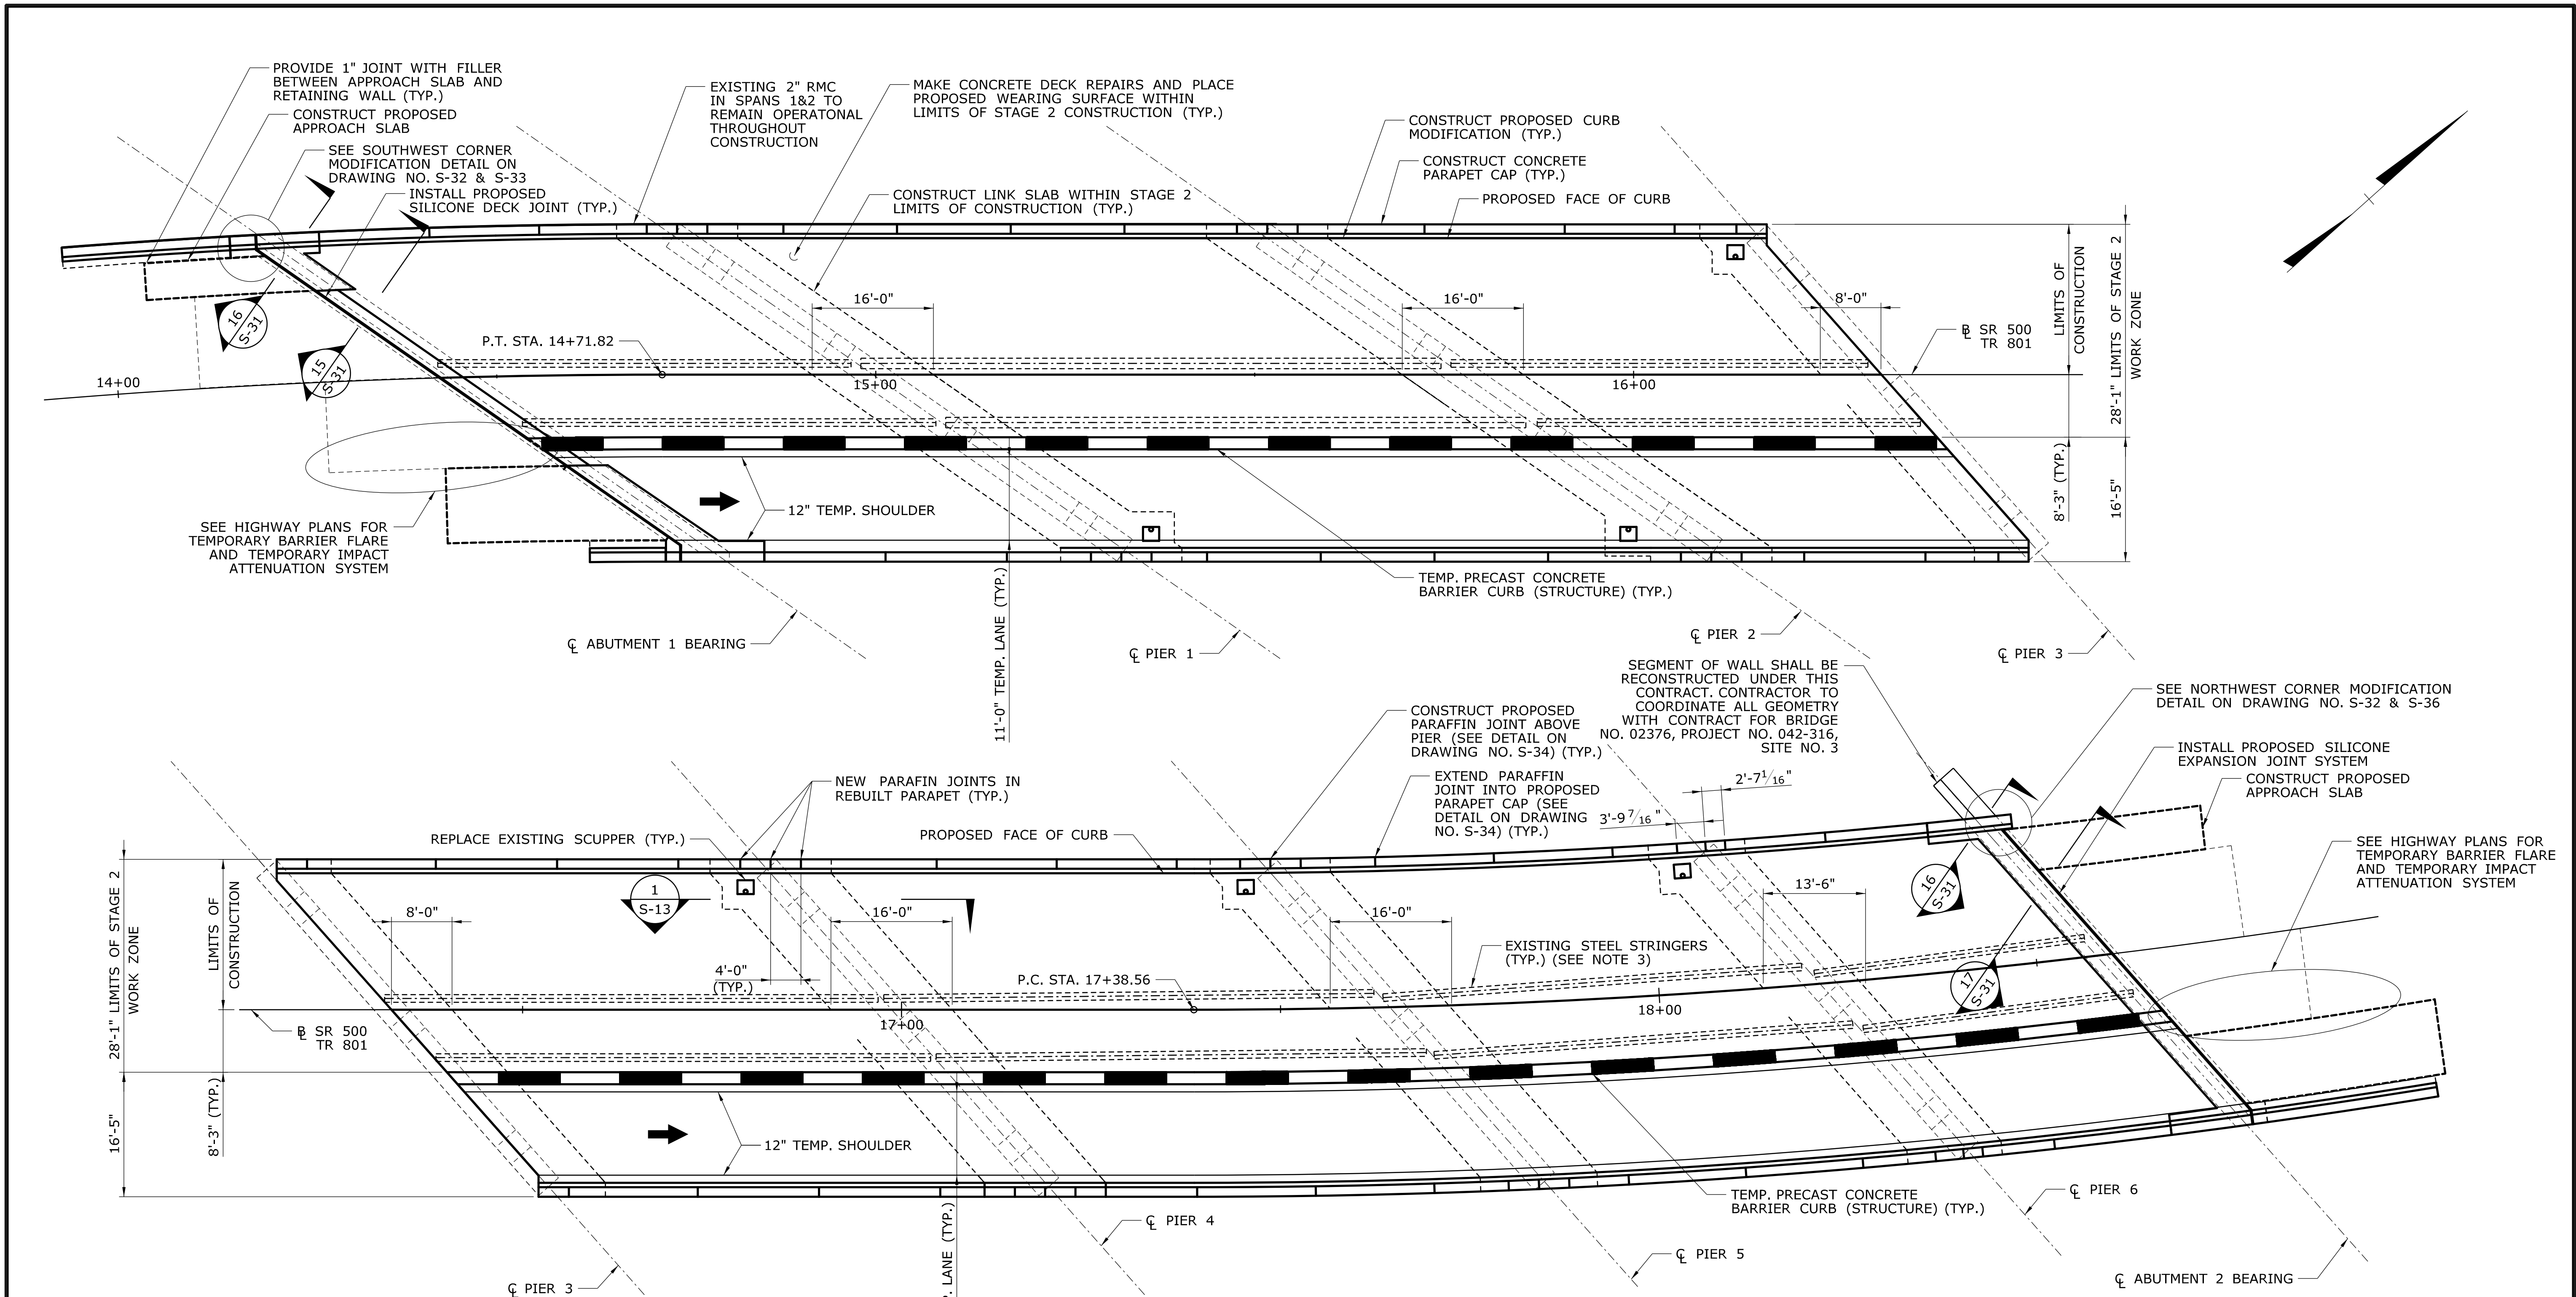 PROVIDE 1" JOINT WITH FILLER
BETWEEN APPROACH SLAB AND
RETAINING WALL (TYP.)
CONSTRUCT PROPOSED
APPROACH SLAB
SEE SOUTHWEST CORNER
MODIFICATION DETAIL ON
DRAWING NO. S-32 & S-33
INSTALL PROPOSED
SILICONE DECK JOINT (TYP.)
EXISTING 2" RMC
IN SPANS 1&2 TO
REMAIN OPERATONAL
THROUGHOUT
CONSTRUCTION
MAKE CONCRETE DECK REPAIRS AND PLACE
PROPOSED WEARING SURFACE WITHIN
LIMITS OF STAGE 2 CONSTRUCTION (TYP.)
CONSTRUCT LINK SLAB WITHIN STAGE 2
LIMITS OF CONSTRUCTION (TYP.)
CONSTRUCT PROPOSED CURB
MODIFICATION (TYP.)
CONSTRUCT CONCRETE
PARAPET CAP (TYP.)
PROPOSED FACE OF CURB
16
S-31
15
S-31
14+00
P.T. STA. 14+71.82
16'-0"
15+00
16'-0"
16+00
8'-0"
℄ SR 500
TR 801
LIMITS OF
CONSTRUCTION
28'-1" LIMITS OF STAGE 2
WORK ZONE
8'-3" (TYP.)
16'-5"
SEE HIGHWAY PLANS FOR
TEMPORARY BARRIER FLARE
AND TEMPORARY IMPACT
ATTENUATION SYSTEM
12" TEMP. SHOULDER
11'-0" TEMP. LANE (TYP.)
TEMP. PRECAST CONCRETE
BARRIER CURB (STRUCTURE) (TYP.)
℄ ABUTMENT 1 BEARING
℄ PIER 1
℄ PIER 2
℄ PIER 3
SEGMENT OF WALL SHALL BE
RECONSTRUCTED UNDER THIS
CONTRACT. CONTRACTOR TO
COORDINATE ALL GEOMETRY
WITH CONTRACT FOR BRIDGE
NO. 02376, PROJECT NO. 042-316,
SITE NO. 3
SEE NORTHWEST CORNER MODIFICATION
DETAIL ON DRAWING NO. S-32 & S-36
INSTALL PROPOSED SILICONE
EXPANSION JOINT SYSTEM
CONSTRUCT PROPOSED
APPROACH SLAB
CONSTRUCT PROPOSED
PARAFFIN JOINT ABOVE
PIER (SEE DETAIL ON
DRAWING NO. S-34) (TYP.)
EXTEND PARAFFIN
JOINT INTO PROPOSED
PARAPET CAP (SEE
DETAIL ON DRAWING
NO. S-34) (TYP.)
2'-7 1/16"
3'-9 7/16"
NEW PARAFIN JOINTS IN
REBUILT PARAPET (TYP.)
REPLACE EXISTING SCUPPER (TYP.)
PROPOSED FACE OF CURB
SEE HIGHWAY PLANS FOR
TEMPORARY BARRIER FLARE
AND TEMPORARY IMPACT
ATTENUATION SYSTEM
28'-1" LIMITS OF STAGE 2
WORK ZONE
LIMITS OF
CONSTRUCTION
8'-0"
1
S-13
16'-0"
4'-0"
(TYP.)
16'-0"
13'-6"
16
S-31
17
S-31
EXISTING STEEL STRINGERS
(TYP.) (SEE NOTE 3)
P.C. STA. 17+38.56
17+00
18+00
℄ SR 500
TR 801
16'-5"
8'-3" (TYP.)
12" TEMP. SHOULDER
LANE (TYP.)
TEMP. PRECAST CONCRETE
BARRIER CURB (STRUCTURE) (TYP.)
℄ PIER 3
℄ PIER 4
℄ PIER 5
℄ PIER 6
℄ ABUTMENT 2 BEARING